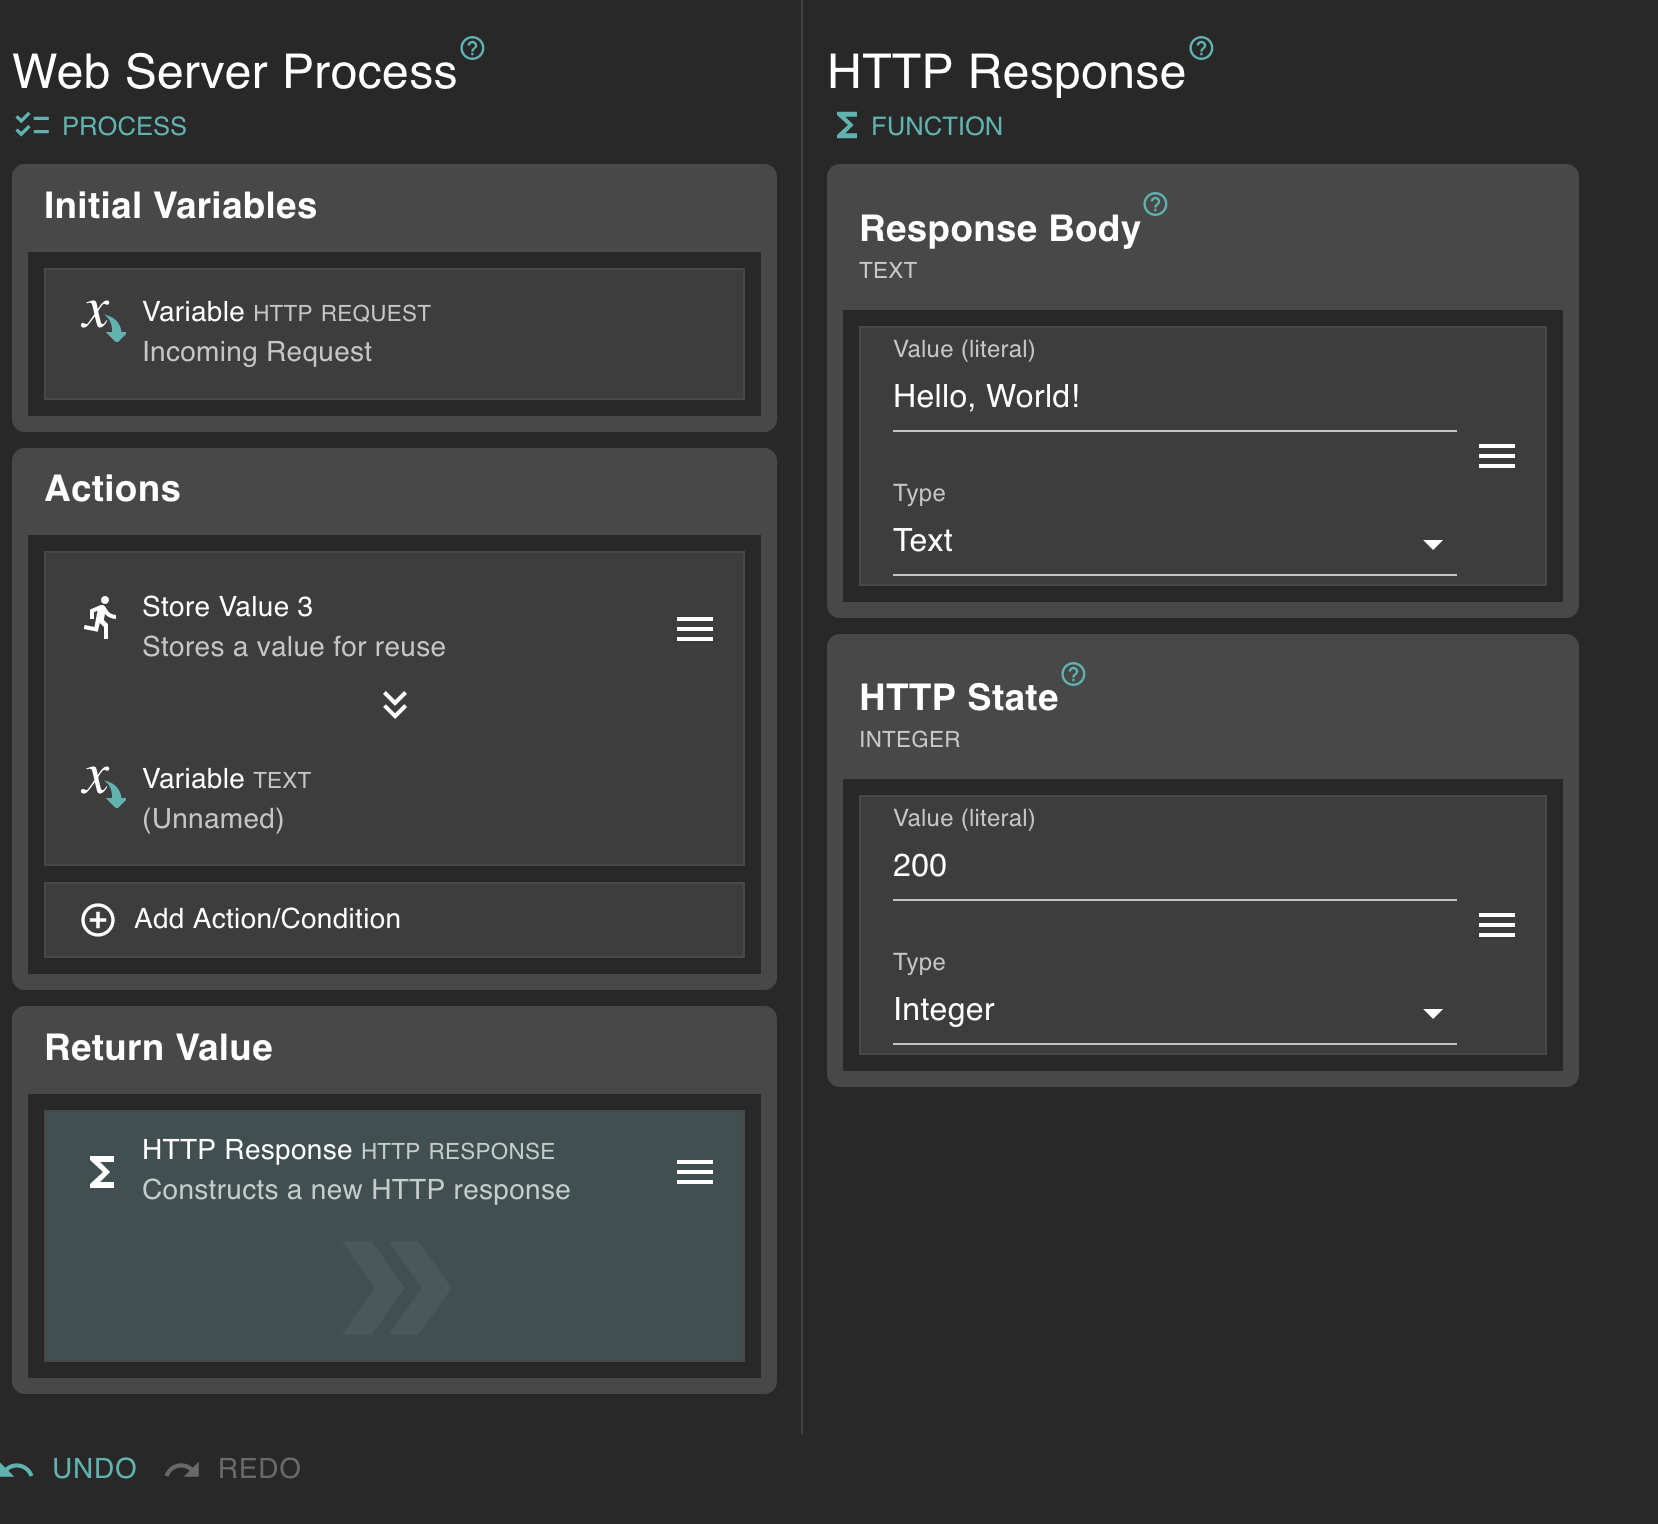 Web Server Process
PROCESS
Initial Variables
Variable HTTP REQUEST
Incoming Request
Actions
Store Value 3
Stores a value for reuse
Variable TEXT
(Unnamed)
Add Action/Condition
Return Value
HTTP Response HTTP RESPONSE
Constructs a new HTTP response
UNDO REDO
HTTP Response
FUNCTION
Response Body
TEXT
Value (literal)
Hello, World!
Type
Text
HTTP State
INTEGER
Value (literal)
200
Type
Integer